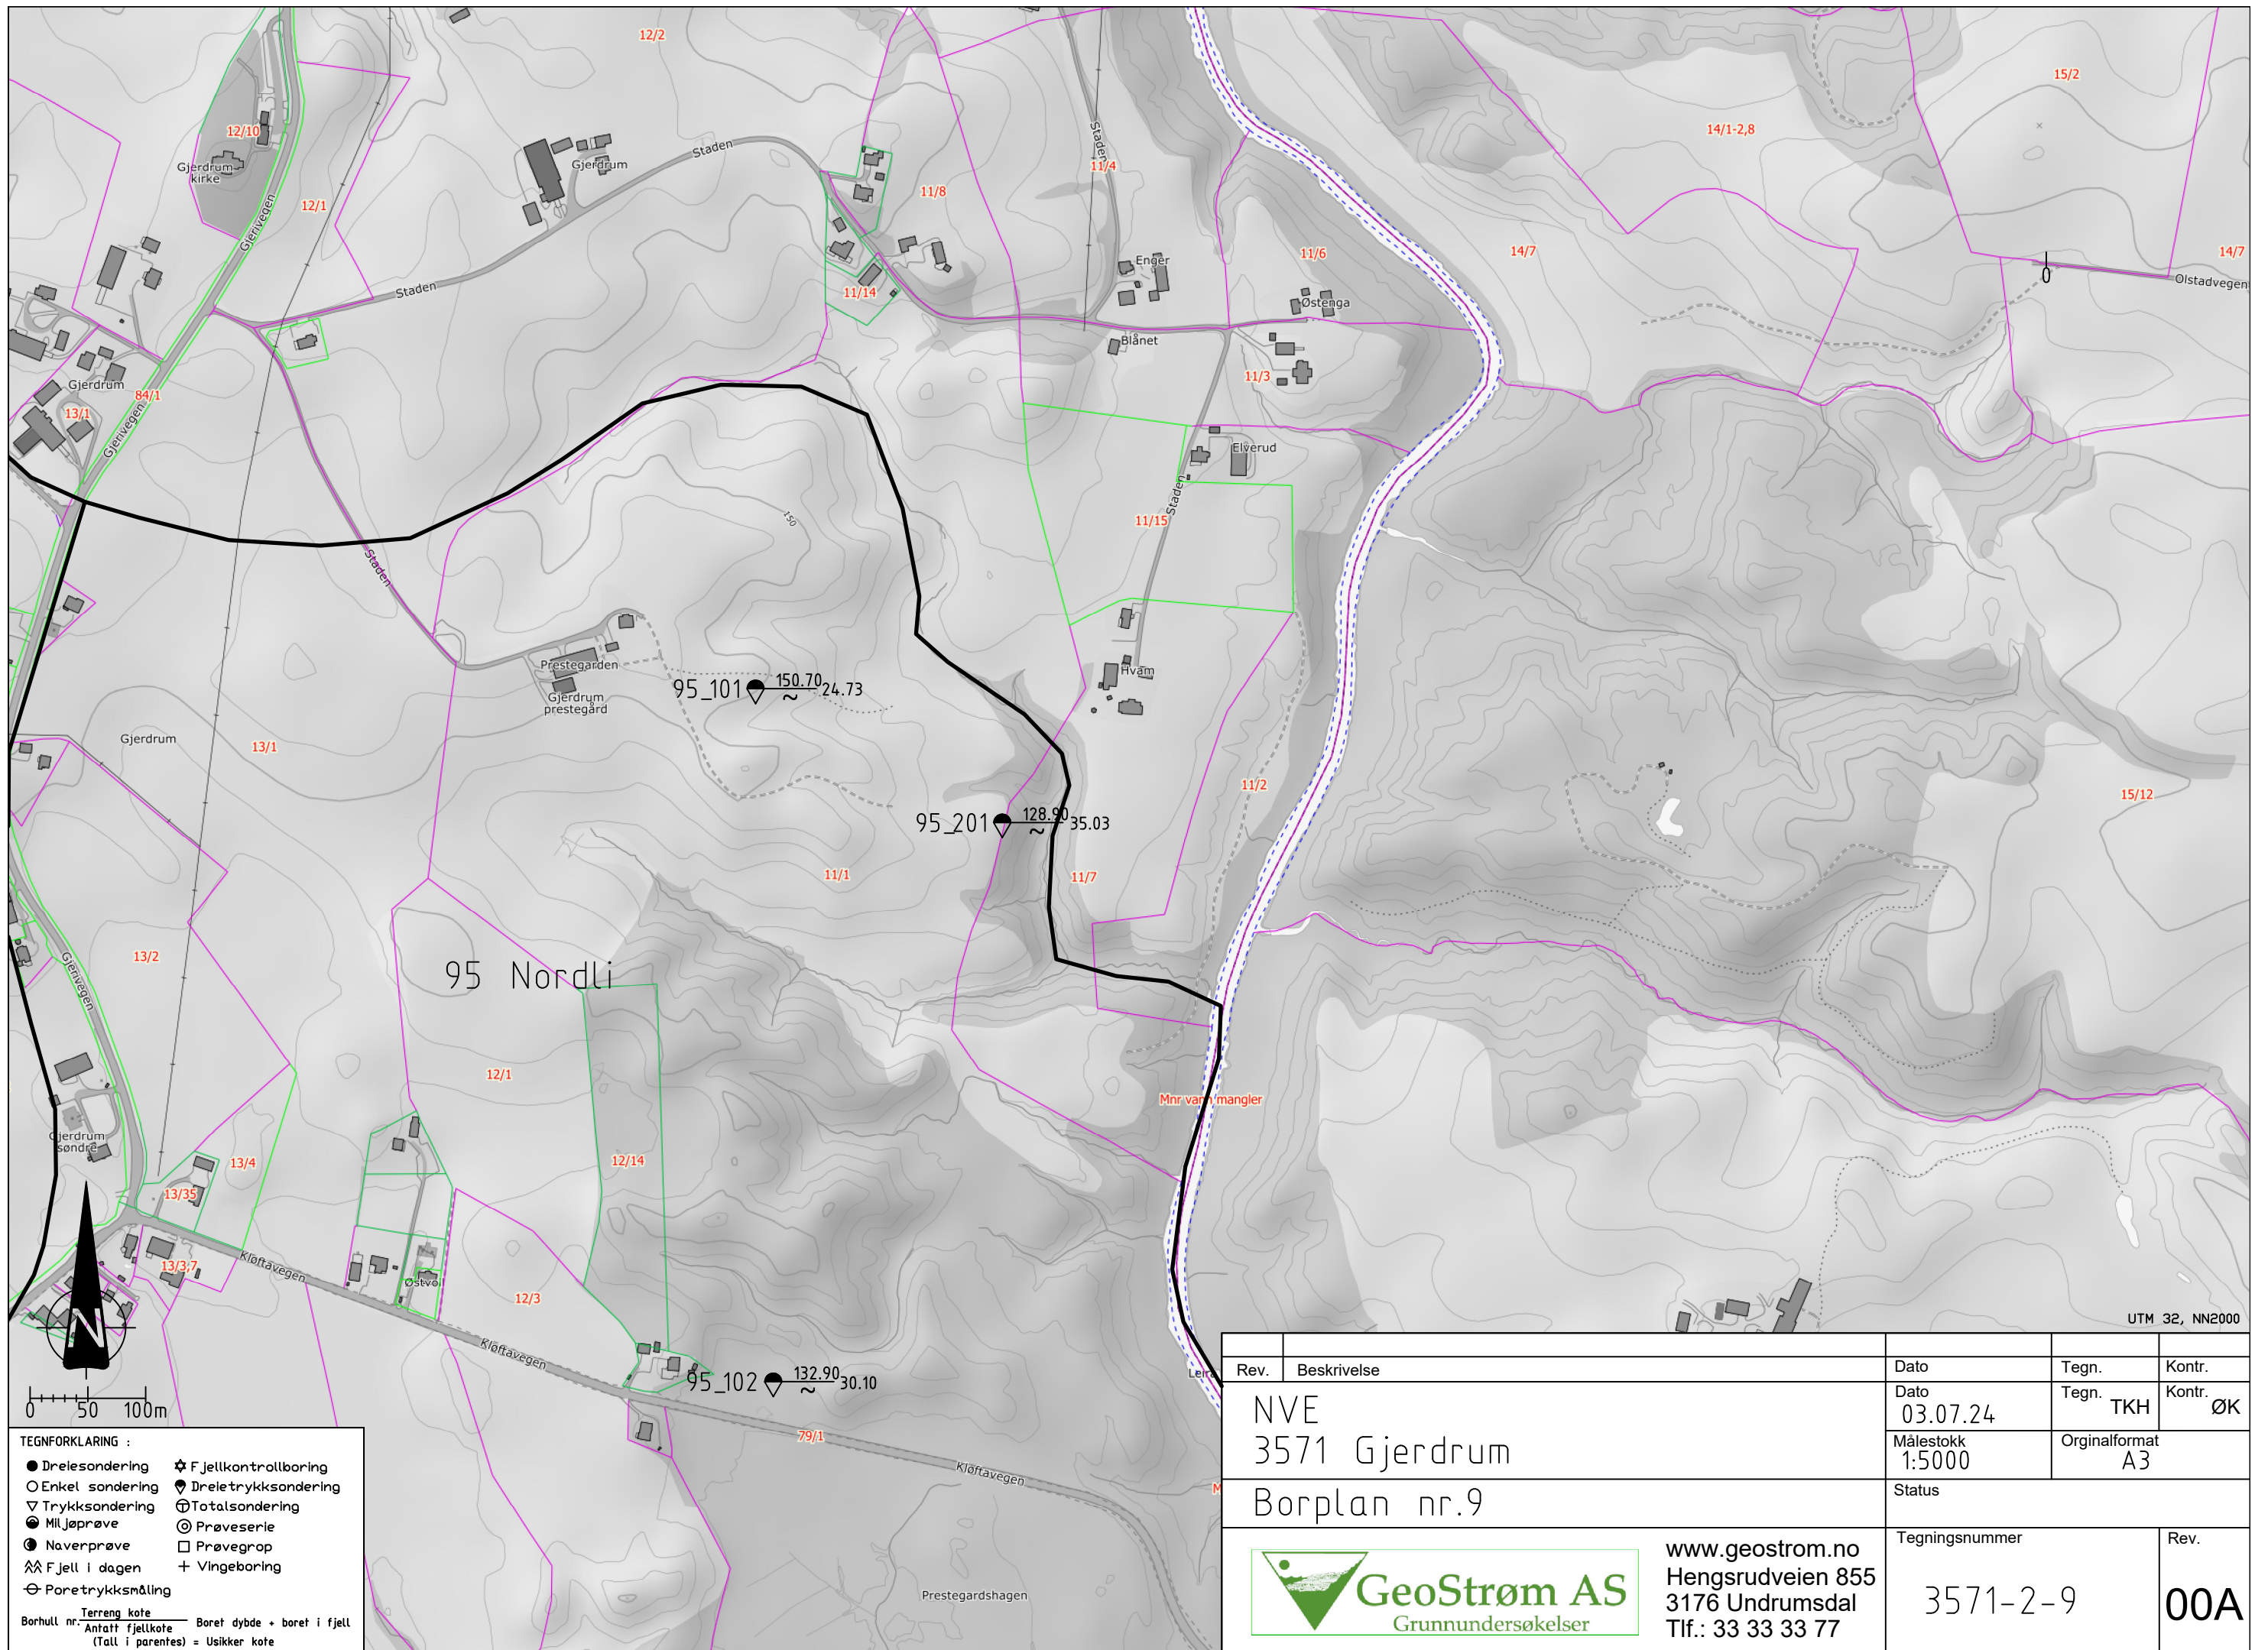 12/2
15/2
14/1-2,8
12/10
Gjerdrum
kirke
Gjerdrum
Staden
Staden
11/4
11/8
12/1
Gjerivegen
11/6
14/7
14/7
Enger
Olstadvegen
0
Staden
11/14
Østenga
Blånet
11/3
Gjerdrum
84/1
13/1
Gjerivegen
Elverud
Staden
11/15
150
Staden
Prestegarden
Gjerdrum
prestegård
Hvam
95_101 150.70 ~ 24.73
Gjerdrum
13/1
11/2
15/12
95_201 128.90 ~ 35.03
11/1
11/7
13/2
Gjerivegen
95 Nordli
12/1
Mnr vann mangler
Gjerdrum
søndre
13/4
12/14
13/35
13/3,7
Kløftavegen
Østvo
12/3
Kløftavegen
95_102 132.90 ~ 30.10
79/1
Kløftavegen
Leira
M
Prestegardshagen
UTM 32, NN2000
N
0 50 100m
TEGNFORKLARING :
Dreiesondering
Fjellkontrollboring
Enkel sondering
Dreietrykksondering
Trykksondering
Totalsondering
Miljøprøve
Prøveserie
Naverprøve
Prøvegrop
Fjell i dagen
Vingeboring
Poretrykksmåling
Borhull nr. Terreng kote Boret dybde + boret i fjell
Antatt fjellkote
(Tall i parentes) = Usikker kote
Rev. Beskrivelse Dato Tegn. Kontr.
NVE
3571 Gjerdrum
Dato
03.07.24
Tegn. TKH
Kontr. ØK
Målestokk
1:5000
Orginalformat
A3
Borplan nr.9
Status
GeoStrøm AS
Grunnundersøkelser
www.geostrom.no
Hengsrudveien 855
3176 Undrumsdal
Tlf.: 33 33 33 77
Tegningsnummer
3571-2-9
Rev.
00A